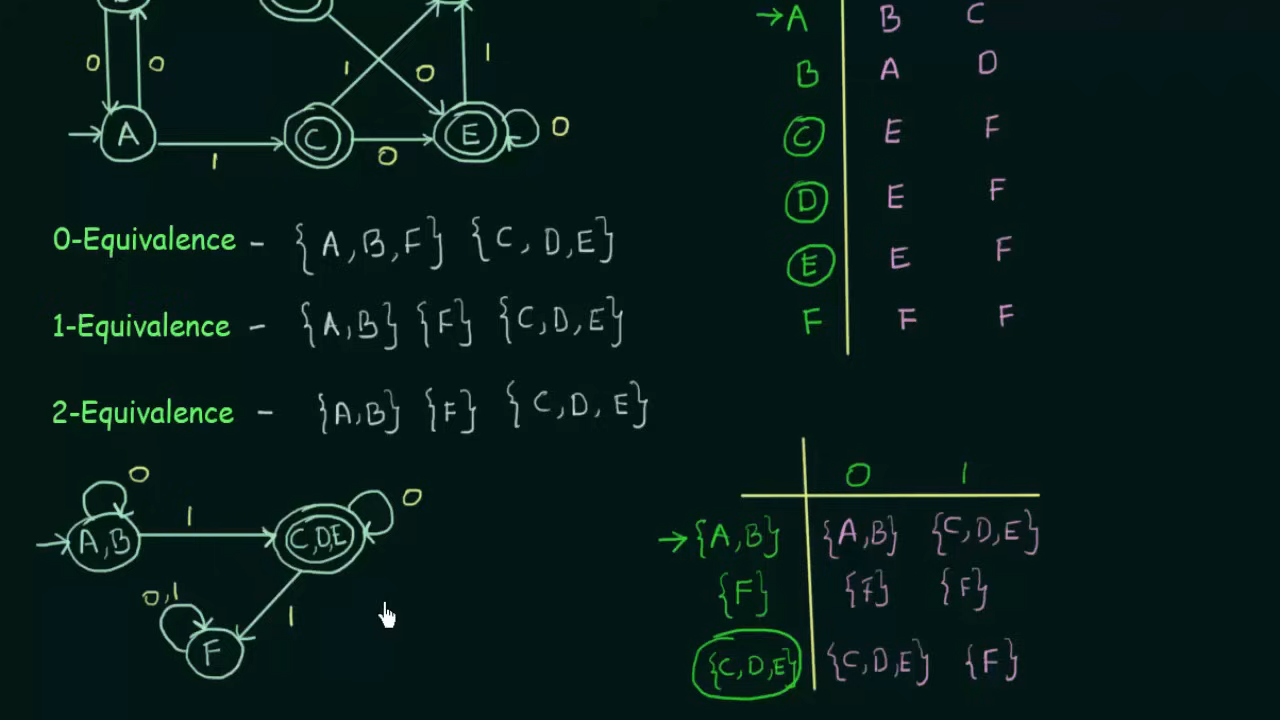 0 0 1 0 1
A 1 C 0 E 0
→A B C
B A D
C E F
D E F
E E F
F F F
0-Equivalence - {A,B,F} {C, D,E}
1-Equivalence - {A,B} {F} {C,D,E}
2-Equivalence - {A,B} {F} {C,D, E}
0 0
A,B 1 C,D,E
0,1 1
F
0 1
→{A,B} {A,B} {C,D,E}
{F} {F} {F}
{C,D,E} {C,D,E} {F}